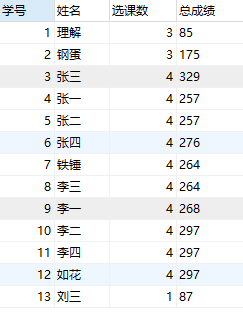 学号 姓名 选课数 总成绩
1 理解 3 85
2 钢蛋 3 175
3 张三 4 329
4 张一 4 257
5 张二 4 257
6 张四 4 276
7 铁锤 4 264
8 李三 4 264
9 李一 4 268
10 李二 4 297
11 李四 4 297
12 如花 4 297
13 刘三 1 87